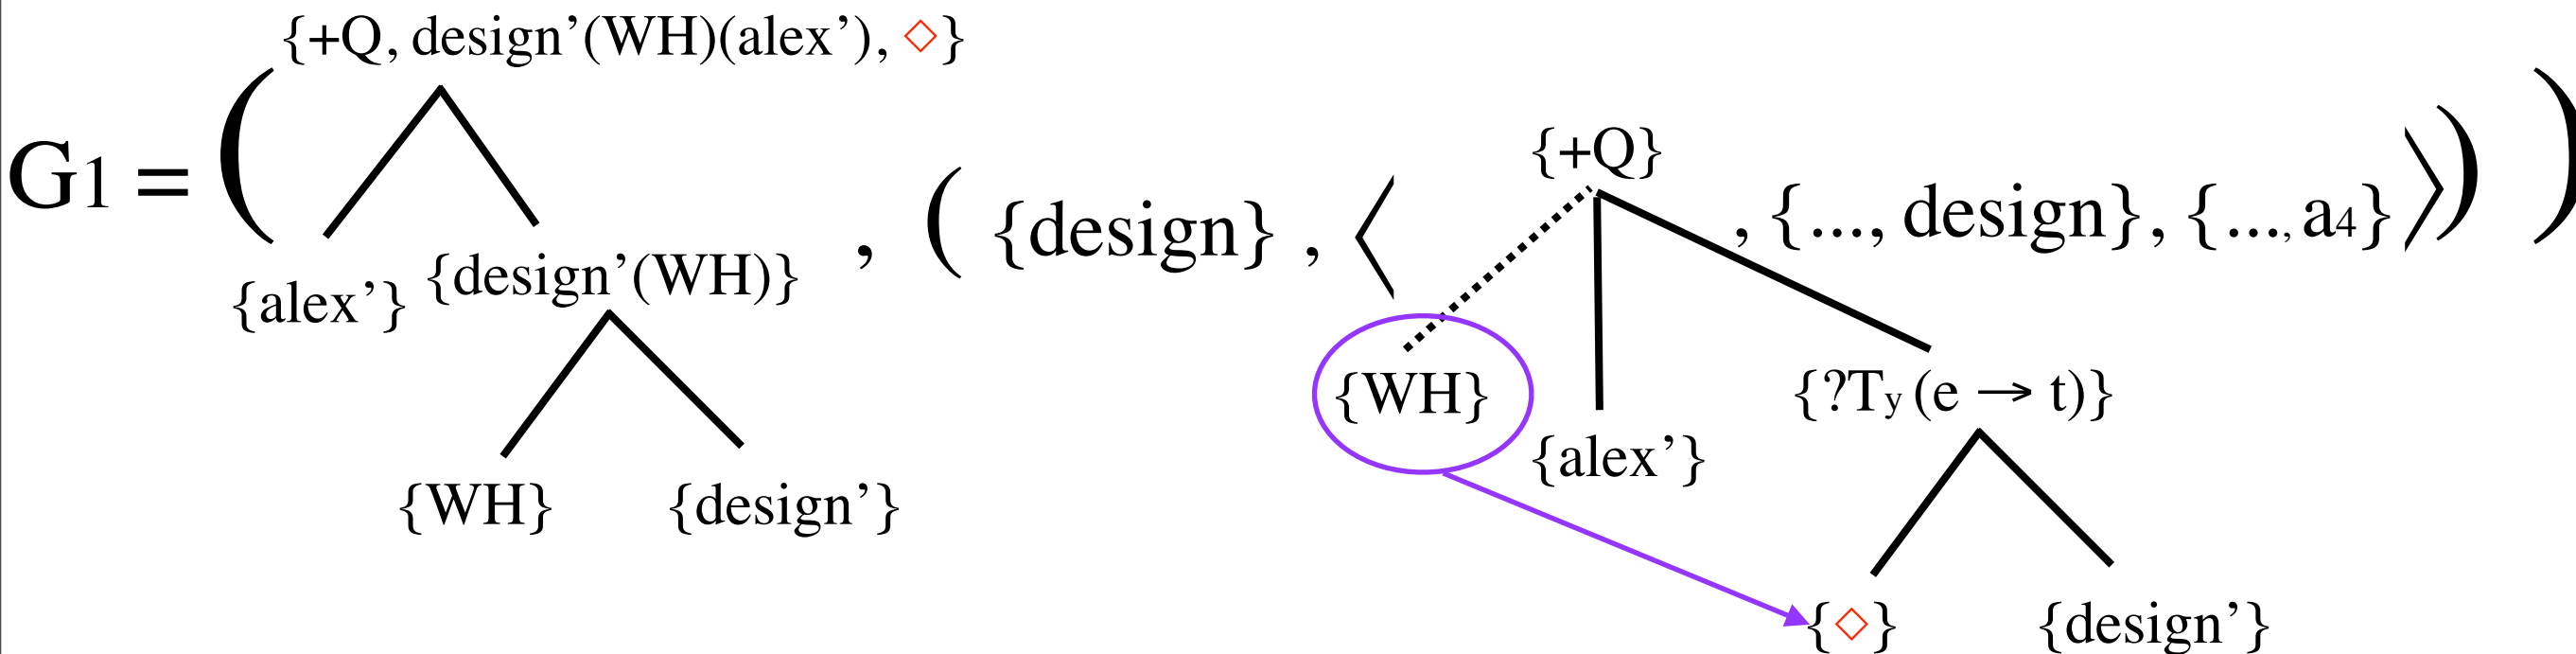 {+Q, design’(WH)(alex’), ◇}
G1 = ( , ( {design} , ⟨ {+Q} , {..., design}, {..., a4} ⟩ ) )
{alex’} {design’(WH)}
{WH} {alex’} {?Ty (e → t)}
{WH} {design’}
{◇} {design’}